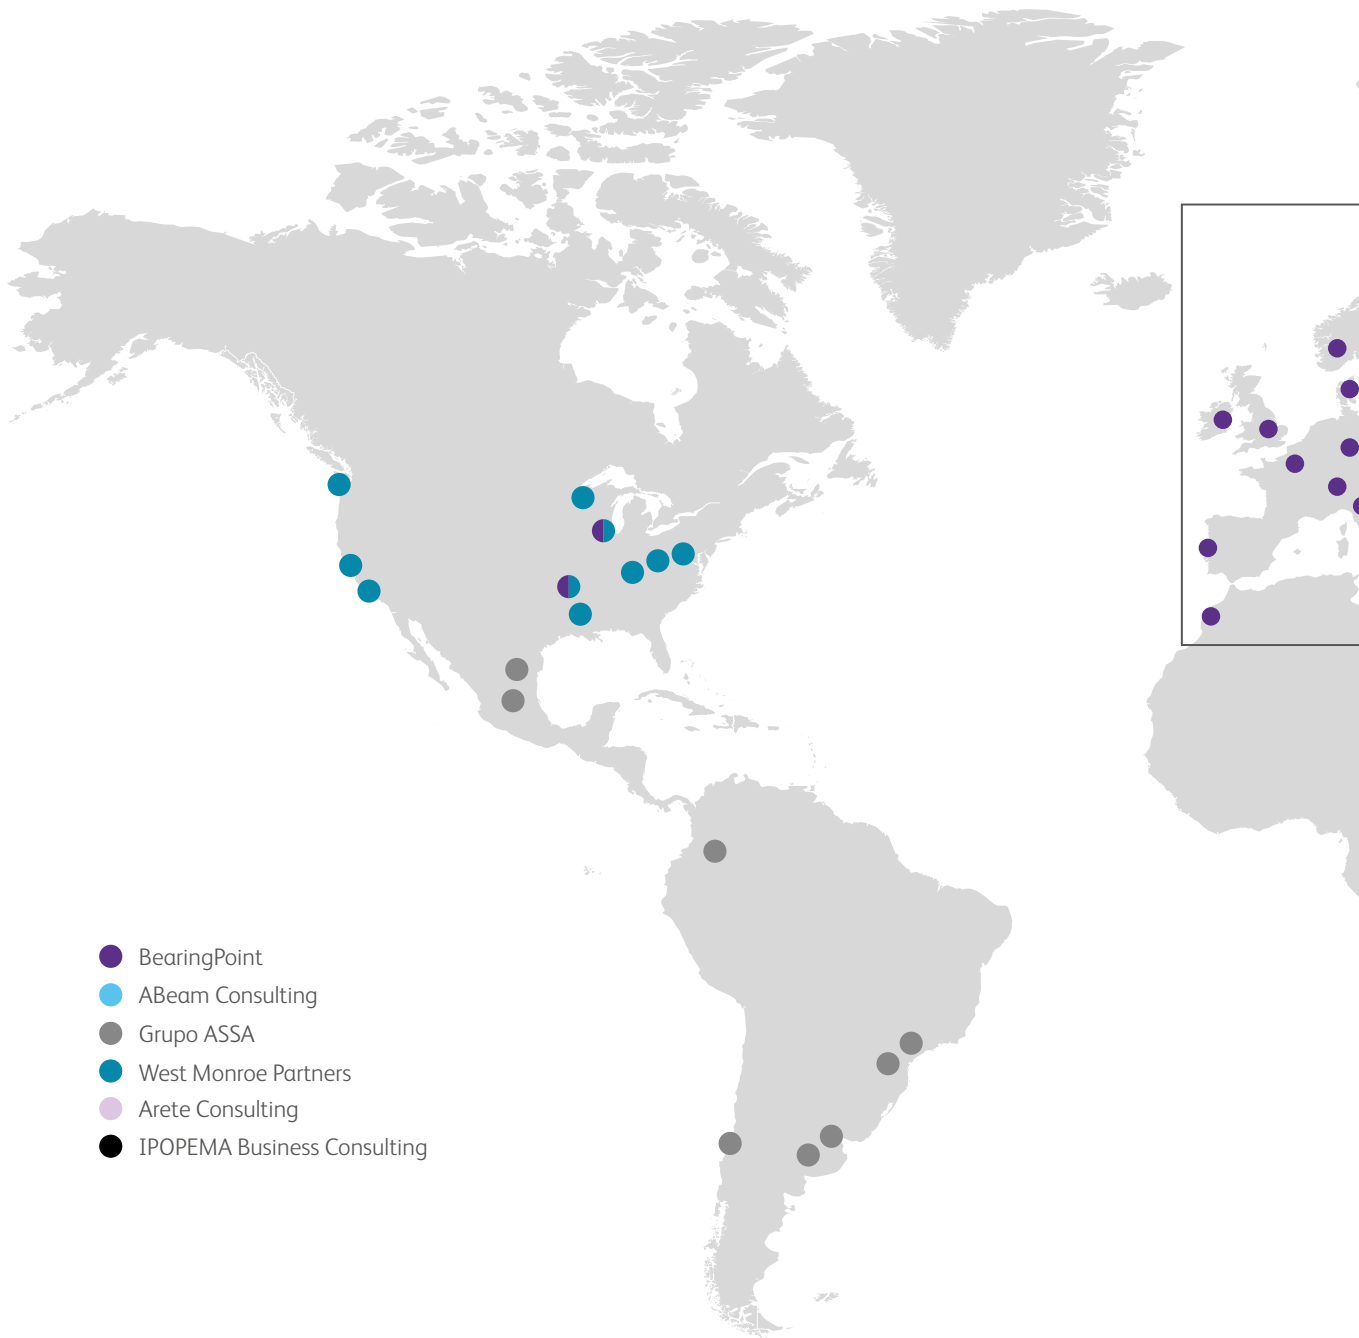 BearingPoint
ABeam Consulting
Grupo ASSA
West Monroe Partners
Arete Consulting
IPOPEMA Business Consulting